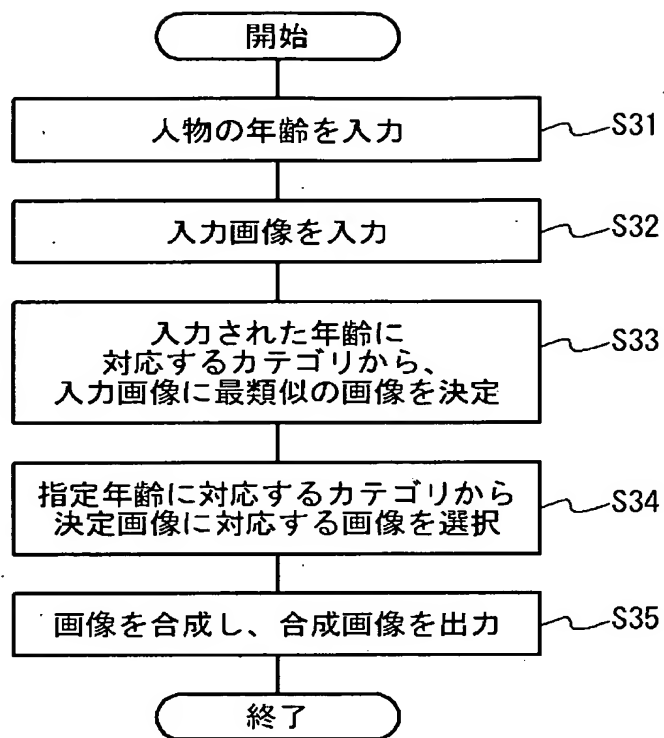 開始
人物の年齢を入力
S31
入力画像を入力
S32
入力された年齢に
対応するカテゴリから、
入力画像に最類似の画像を決定
S33
指定年齢に対応するカテゴリから
決定画像に対応する画像を選択
S34
画像を合成し、合成画像を出力
S35
終了